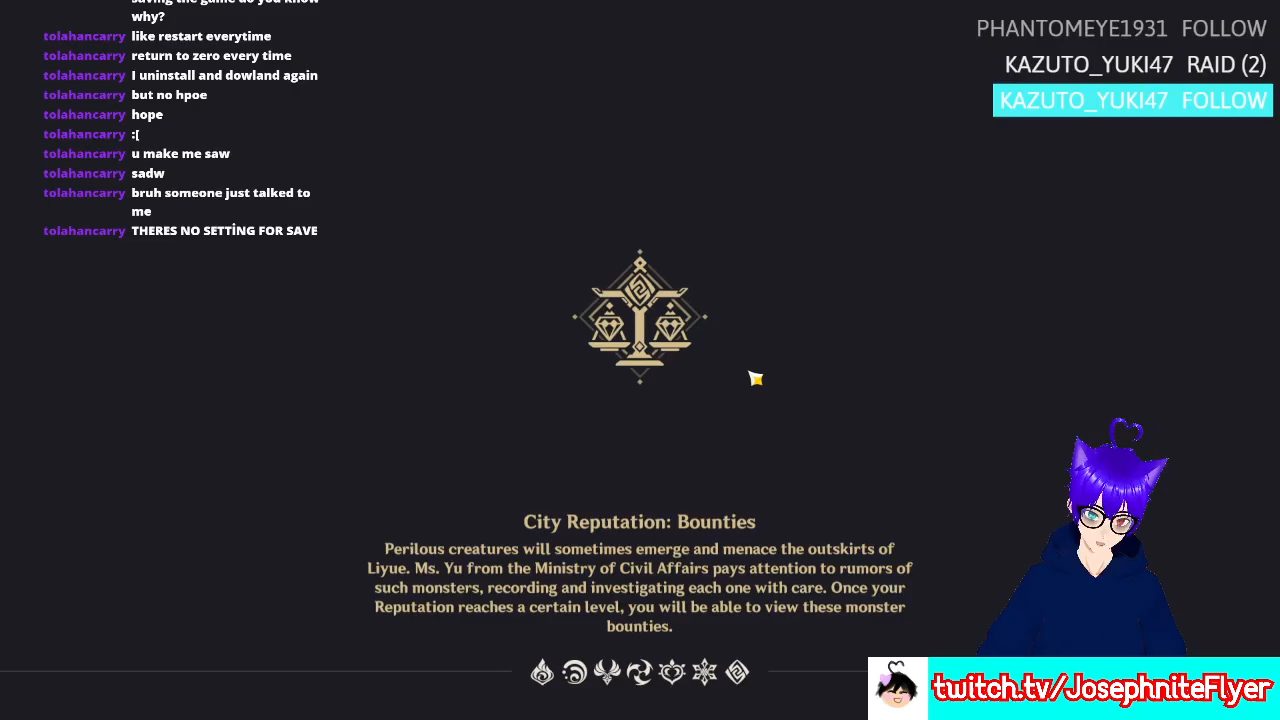 saving the game do you know
why?
tolahancarry like restart everytime
tolahancarry return to zero every time
tolahancarry I uninstall and dowland again
tolahancarry but no hpoe
tolahancarry hope
tolahancarry :[
tolahancarry u make me saw
tolahancarry sadw
tolahancarry bruh someone just talked to
me
tolahancarry THERES NO SETTİNG FOR SAVE
PHANTOMEYE1931 FOLLOW
KAZUTO_YUKI47 RAID (2)
KAZUTO_YUKI47 FOLLOW
City Reputation: Bounties
Perilous creatures will sometimes emerge and menace the outskirts of
Liyue. Ms. Yu from the Ministry of Civil Affairs pays attention to rumors of
such monsters, recording and investigating each one with care. Once your
Reputation reaches a certain level, you will be able to view these monster
bounties.
twitch.tv/JosephniteFlyer